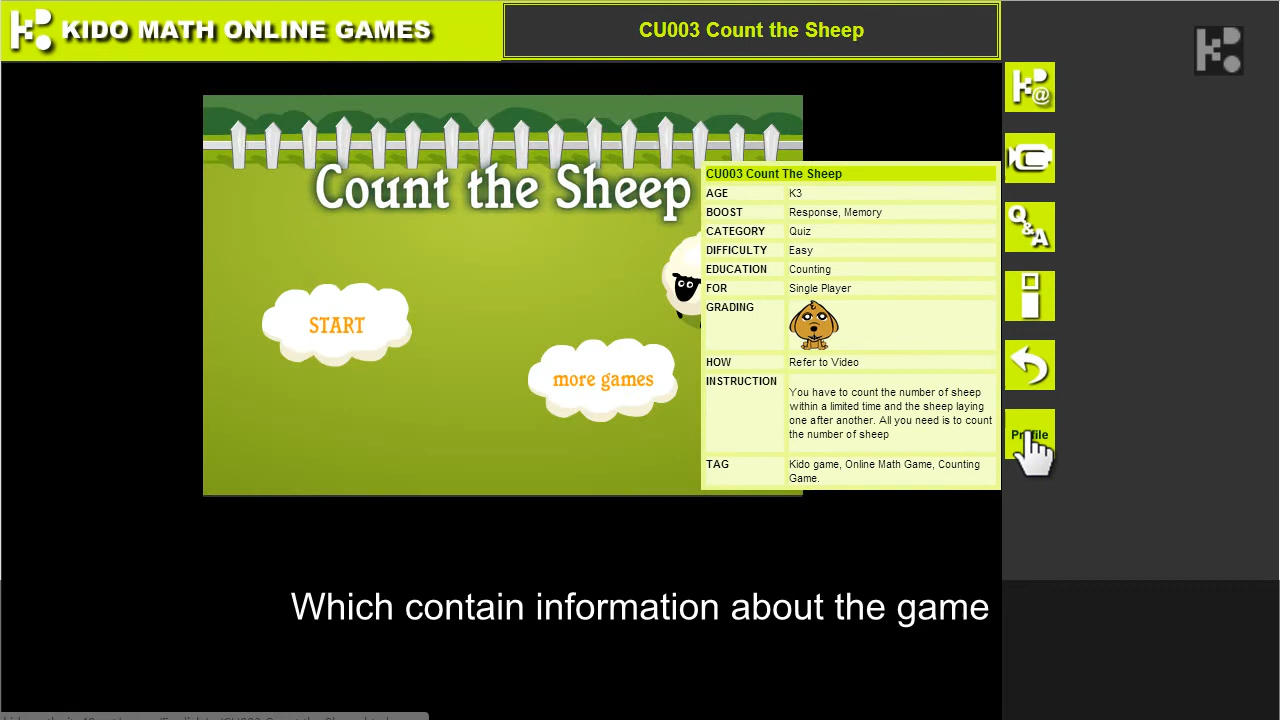 KIDO MATH ONLINE GAMES
CU003 Count the Sheep
Count the Sheep
START
more games
CU003 Count The Sheep
AGE K3
BOOST Response, Memory
CATEGORY Quiz
DIFFICULTY Easy
EDUCATION Counting
FOR Single Player
GRADING
HOW Refer to Video
INSTRUCTION
You have to count the number of sheep
within a limited time and the sheep laying
one after another. All you need is to count
the number of sheep
TAG Kido game, Online Math Game, Counting
Game.
@
Q&A
Profile
Which contain information about the game